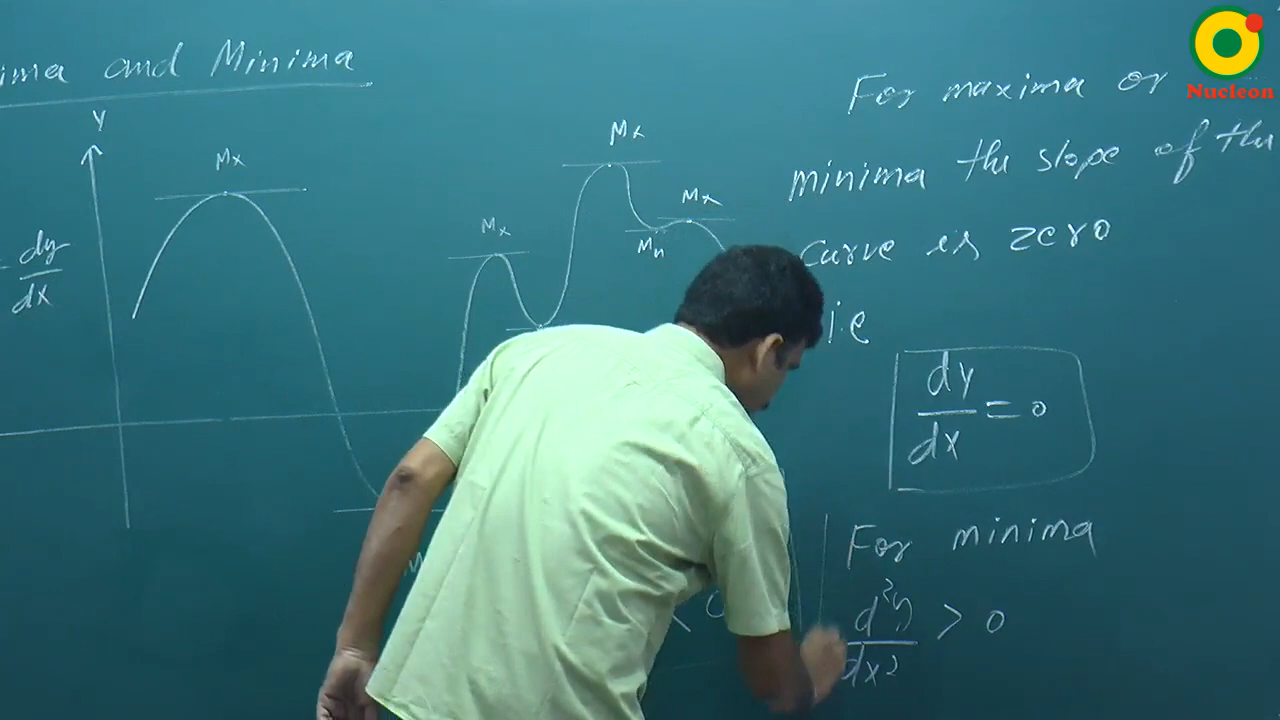 ima and Minima
Y
Mx
dy
dx
Mx
Mx
Mx
Mn
For maxima or
minima the slope of the
curve is zero
i.e
dy
dx = 0
For minima
d²y
dx² > 0
< 0
Nucleon